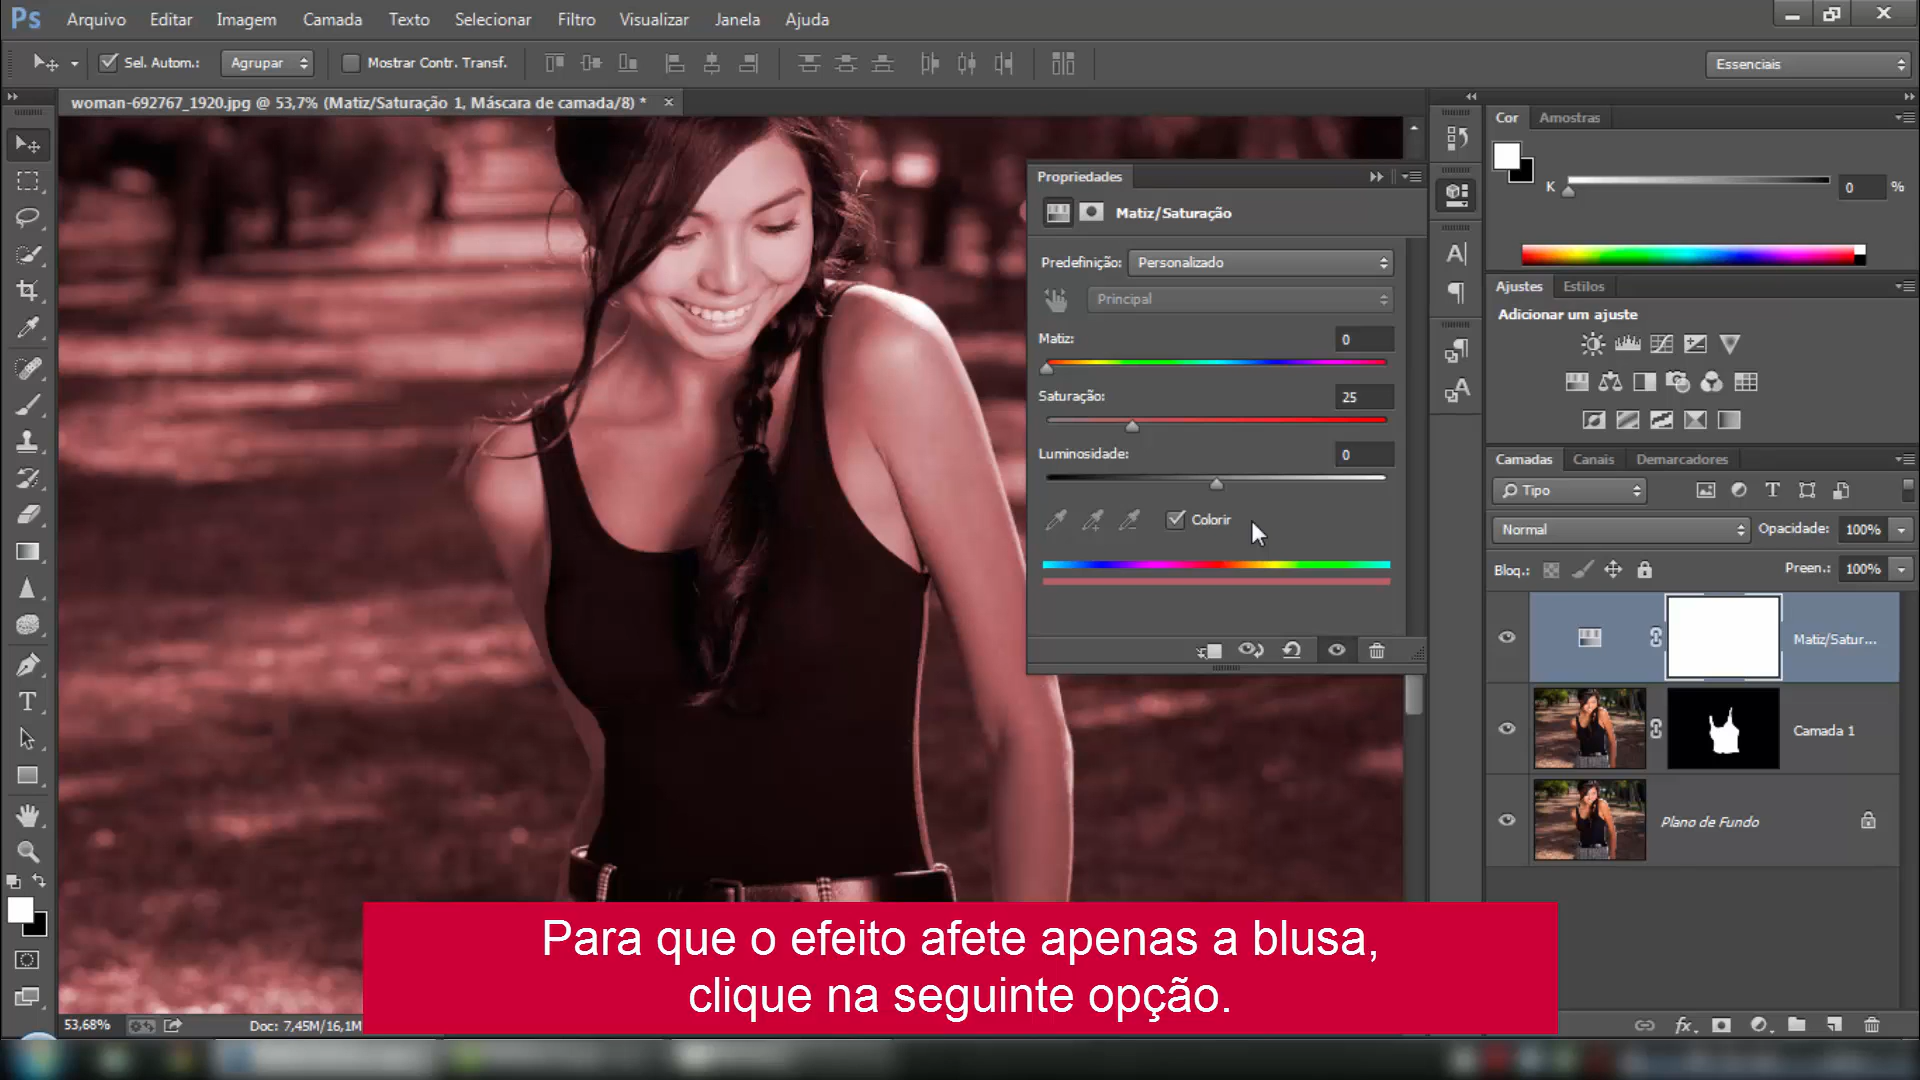 Ps Arquivo Editar Imagem Camada Texto Selecionar Filtro Visualizar Janela Ajuda
Sel. Autom.: Agrupar Mostrar Contr. Transf. Essenciais
woman-692767_1920.jpg @ 53,7% (Matiz/Saturação 1, Máscara de camada/8) *
Propriedades
Matiz/Saturação
Predefinição: Personalizado
Principal
Matiz: 0
Saturação: 25
Luminosidade: 0
Colorir
Cor Amostras
K 0 %
Ajustes Estilos
Adicionar um ajuste
Camadas Canais Demarcadores
Tipo
Normal Opacidade: 100%
Bloq.: Preen.: 100%
Matiz/Satur...
Camada 1
Plano de Fundo
Para que o efeito afete apenas a blusa,
clique na seguinte opção.
53,68% Doc: 7,45M/16,1M